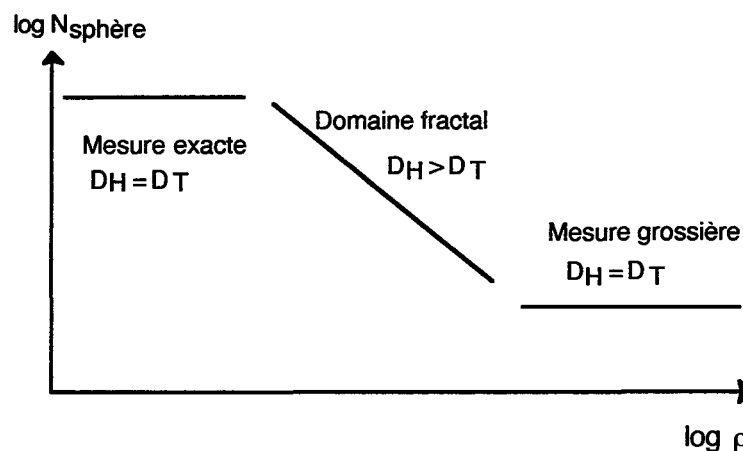 log Nsphère
Domaine fractal
DH > DT
Mesure exacte
DH = DT
Mesure grossière
DH = DT
log ρ